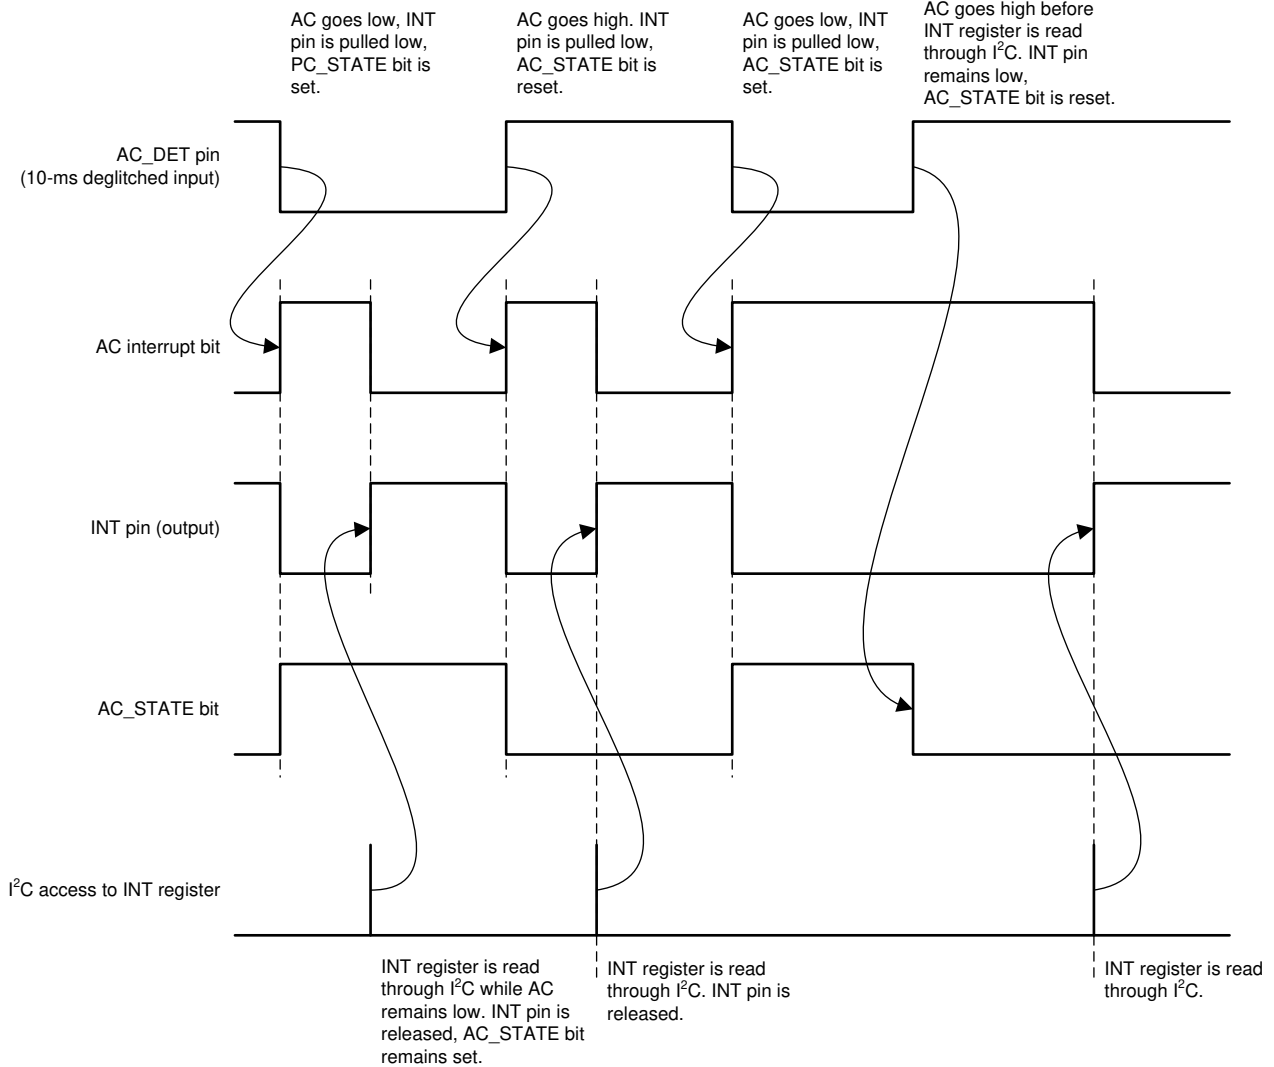 AC goes low, INT
pin is pulled low,
PC_STATE bit is
set.
AC goes high. INT
pin is pulled low,
AC_STATE bit is
reset.
AC goes low, INT
pin is pulled low,
AC_STATE bit is
set.
AC goes high before
INT register is read
through I²C. INT pin
remains low,
AC_STATE bit is reset.
AC_DET pin
(10-ms deglitched input)
AC interrupt bit
INT pin (output)
AC_STATE bit
I²C access to INT register
INT register is read
through I²C while AC
remains low. INT pin is
released, AC_STATE bit
remains set.
INT register is read
through I²C. INT pin is
released.
INT register is read
through I²C.